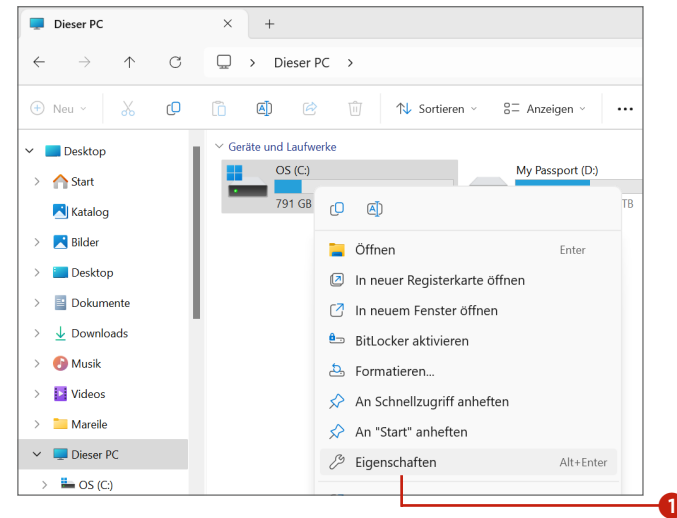 Dieser PC
Dieser PC
Neu
Sortieren
Anzeigen
Desktop
Start
Katalog
Bilder
Desktop
Dokumente
Downloads
Musik
Videos
Mareile
Dieser PC
OS (C:)
Geräte und Laufwerke
OS (C:)
791 GB
My Passport (D:)
TB
Öffnen Enter
In neuer Registerkarte öffnen
In neuem Fenster öffnen
BitLocker aktivieren
Formatieren...
An Schnellzugriff anheften
An "Start" anheften
Eigenschaften Alt+Enter
1